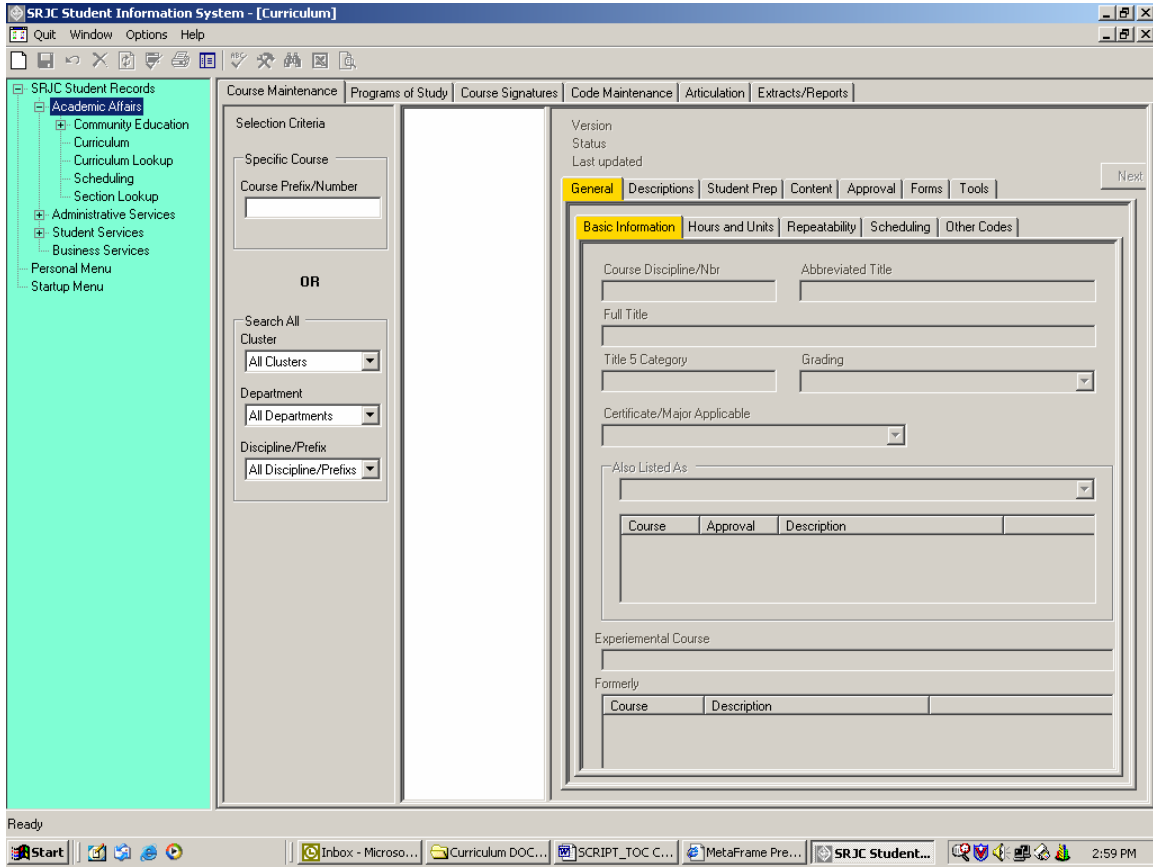 SRJC Student Information System - [Curriculum]
Quit Window Options Help
SRJC Student Records
Academic Affairs
Community Education
Curriculum
Curriculum Lookup
Scheduling
Section Lookup
Administrative Services
Student Services
Business Services
Personal Menu
Startup Menu
Course Maintenance Programs of Study Course Signatures Code Maintenance Articulation Extracts/Reports
Selection Criteria
Specific Course
Course Prefix/Number
OR
Search All
Cluster
All Clusters
Department
All Departments
Discipline/Prefix
All Discipline/Prefixs
Version
Status
Last updated
Next
General Descriptions Student Prep Content Approval Forms Tools
Basic Information Hours and Units Repeatability Scheduling Other Codes
Course Discipline/Nbr Abbreviated Title
Full Title
Title 5 Category Grading
Certificate/Major Applicable
Also Listed As
Course Approval Description
Experiemental Course
Formerly
Course Description
Ready
Start Inbox - Microso... Curriculum DOC... SCRIPT_TOC C... MetaFrame Pre... SRJC Student... 2:59 PM